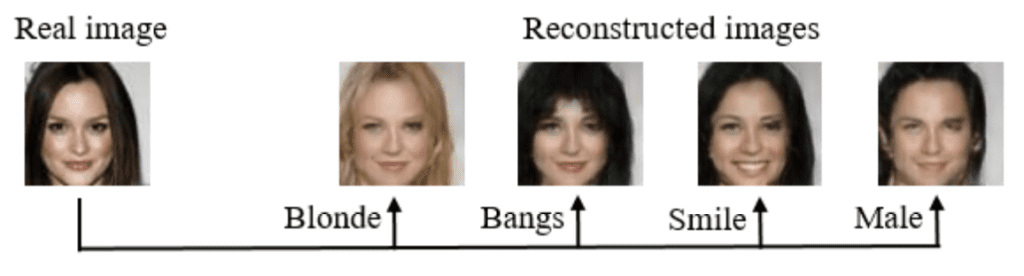 Real image
Reconstructed images
Blonde
Bangs
Smile
Male